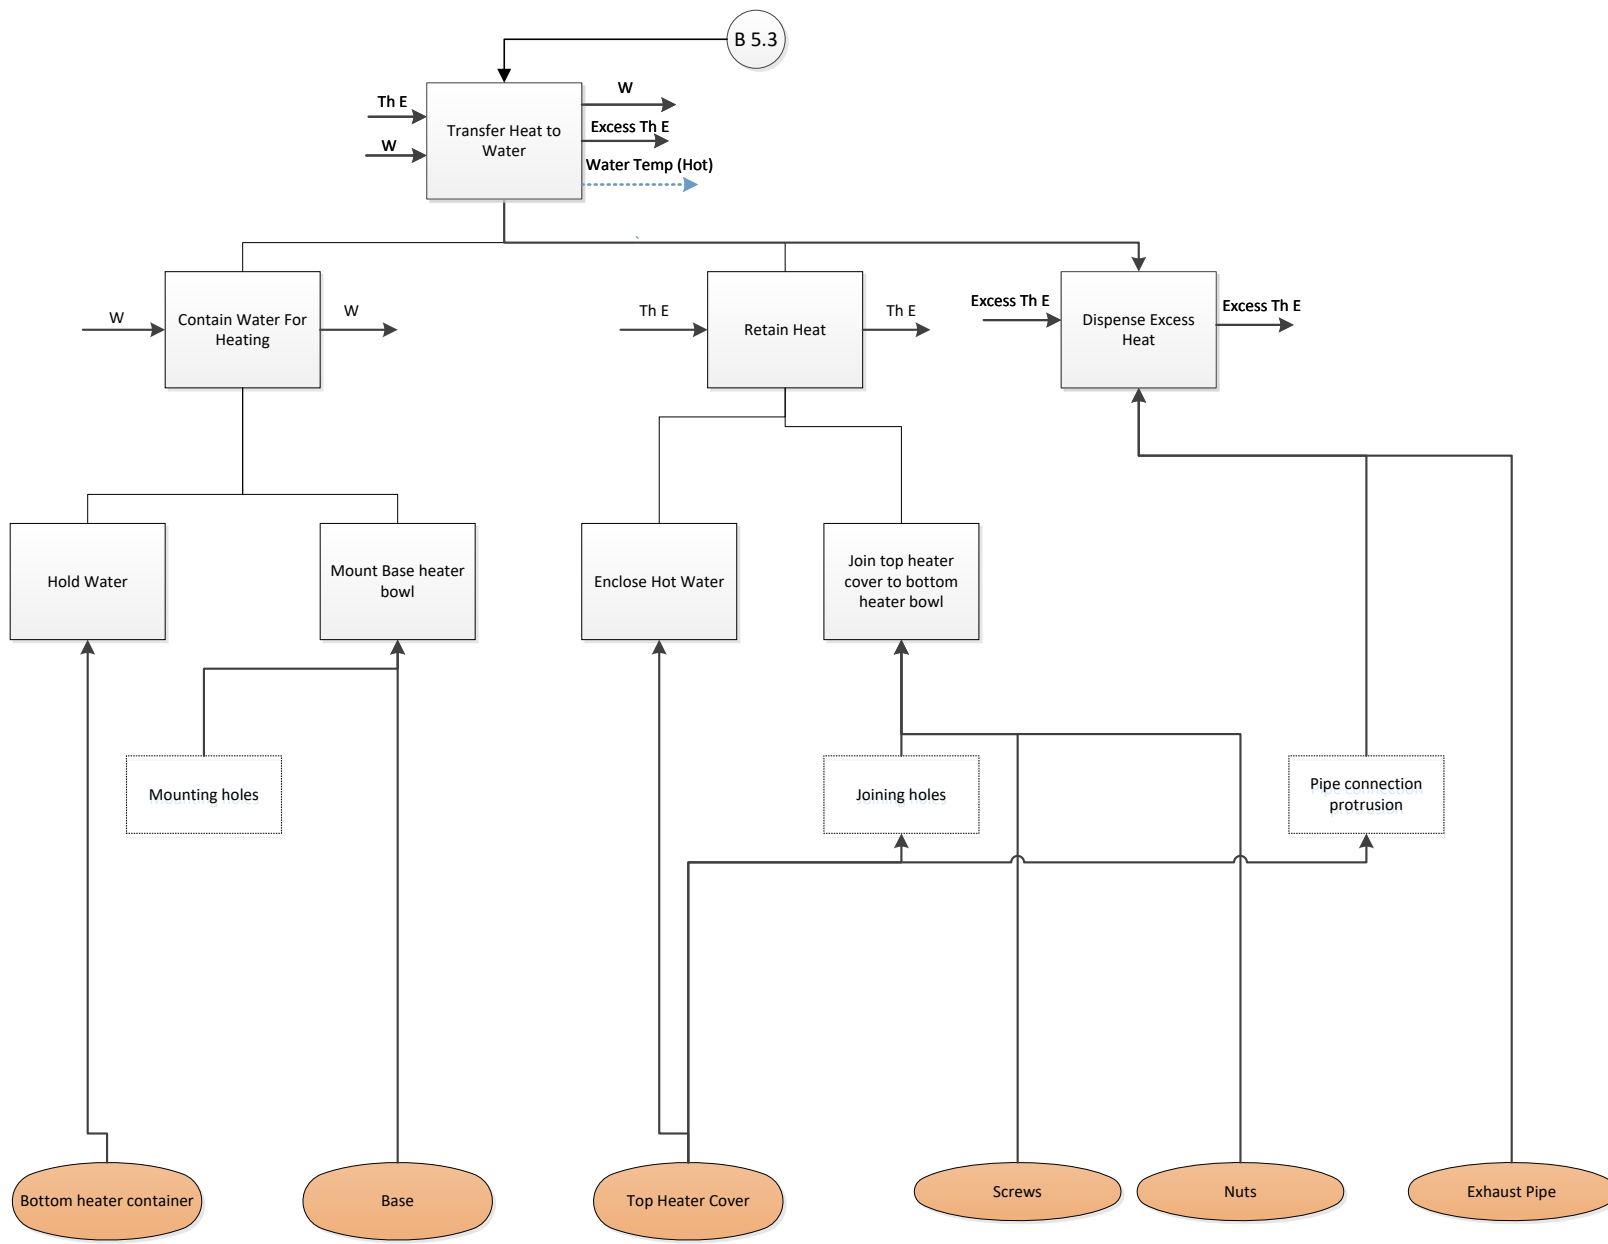 B 5.3
Th E
W
Transfer Heat to
Water
W
Excess Th E
Water Temp (Hot)
W
Contain Water For
Heating
W
Th E
Retain Heat
Th E
Excess Th E
Dispense Excess
Heat
Excess Th E
Hold Water
Mount Base heater
bowl
Enclose Hot Water
Join top heater
cover to bottom
heater bowl
Mounting holes
Joining holes
Pipe connection
protrusion
Bottom heater container
Base
Top Heater Cover
Screws
Nuts
Exhaust Pipe